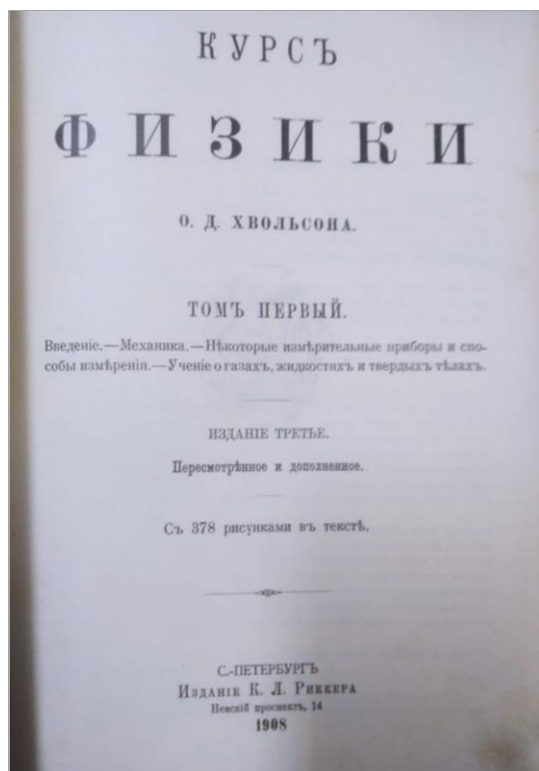 КУРСЪ
ФИЗИКИ
О. Д. ХВОЛЬСОНА.
ТОМЪ ПЕРВЫЙ.
Введеніе.—Механика.—Нѣкоторые измѣрительные приборы и спо-
собы измѣренія.—Ученіе о газахъ, жидкостяхъ и твердыхъ тѣлахъ.
ИЗДАНІЕ ТРЕТЬЕ.
Пересмотрѣнное и дополненное.
Съ 378 рисунками въ текстѣ.
С.-ПЕТЕРБУРГЪ
Изданіе К. Л. Риккера
Невскій проспектъ, 14
1908